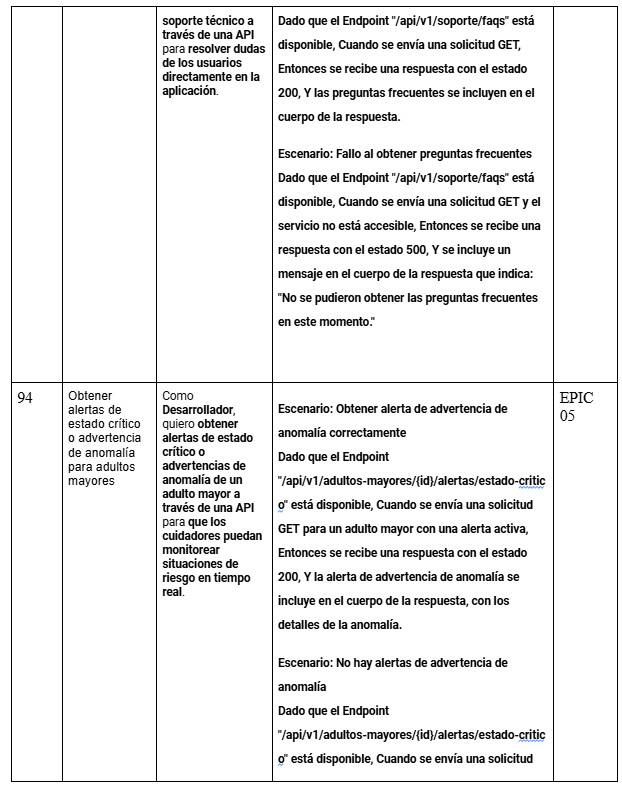 soporte técnico a
través de una API
para resolver dudas
de los usuarios
directamente en la
aplicación.
Dado que el Endpoint "/api/v1/soporte/faqs" está
disponible, Cuando se envía una solicitud GET,
Entonces se recibe una respuesta con el estado
200, Y las preguntas frecuentes se incluyen en el
cuerpo de la respuesta.
Escenario: Fallo al obtener preguntas frecuentes
Dado que el Endpoint "/api/v1/soporte/faqs" está
disponible, Cuando se envía una solicitud GET y el
servicio no está accesible, Entonces se recibe una
respuesta con el estado 500, Y se incluye un
mensaje en el cuerpo de la respuesta que indica:
"No se pudieron obtener las preguntas frecuentes
en este momento."
94
Obtener
alertas de
estado crítico
o advertencia
de anomalía
para adultos
mayores
Como
Desarrollador,
quiero obtener
alertas de estado
crítico o
advertencias de
anomalía de un
adulto mayor a
través de una API
para que los
cuidadores puedan
monitorear
situaciones de
riesgo en tiempo
real.
Escenario: Obtener alerta de advertencia de
anomalía correctamente
Dado que el Endpoint
"/api/v1/adultos-mayores/{id}/alertas/estado-critic
o" está disponible, Cuando se envía una solicitud
GET para un adulto mayor con una alerta activa,
Entonces se recibe una respuesta con el estado
200, Y la alerta de advertencia de anomalía se
incluye en el cuerpo de la respuesta, con los
detalles de la anomalía.
Escenario: No hay alertas de advertencia de
anomalía
Dado que el Endpoint
"/api/v1/adultos-mayores/{id}/alertas/estado-critic
o" está disponible, Cuando se envía una solicitud
EPIC
05